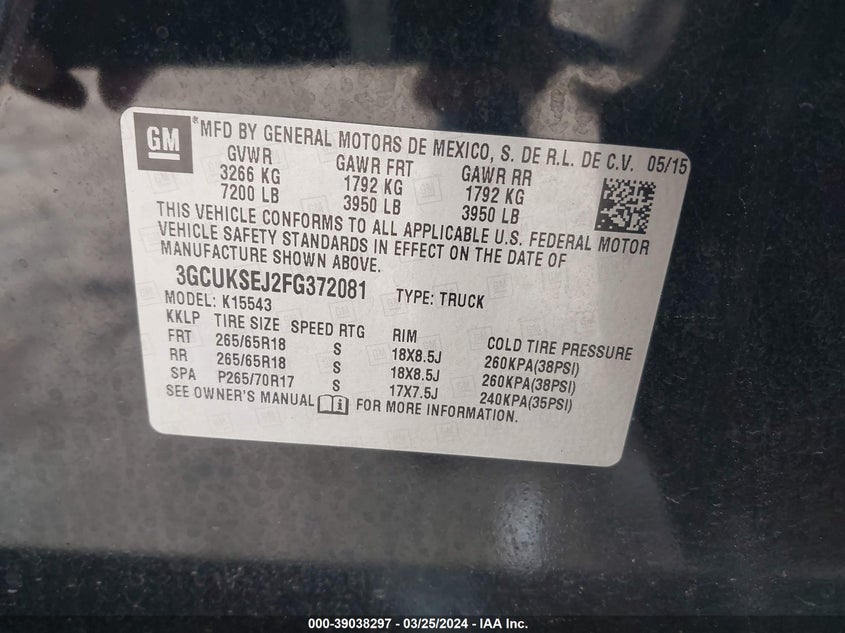 GM *MFD BY GENERAL MOTORS DE MEXICO, S. DE R.L. DE C.V. 05/15
GVWR GAWR FRT GAWR RR
3266 KG 1792 KG 1792 KG
7200 LB 3950 LB 3950 LB
THIS VEHICLE CONFORMS TO ALL APPLICABLE U.S. FEDERAL MOTOR
VEHICLE SAFETY STANDARDS IN EFFECT ON THE DATE OF
MANUFACTURE SHOWN ABOVE.
3GCUKSEJ2FG372081 TYPE: TRUCK
MODEL: K15543
KKLP TIRE SIZE SPEED RTG RIM COLD TIRE PRESSURE
FRT 265/65R18 S 18X8.5J 260KPA(38PSI)
RR 265/65R18 S 18X8.5J 260KPA(38PSI)
SPA P265/70R17 S 17X7.5J 240KPA(35PSI)
SEE OWNER'S MANUAL FOR MORE INFORMATION.
000-39038297 - 03/25/2024 - IAA Inc.